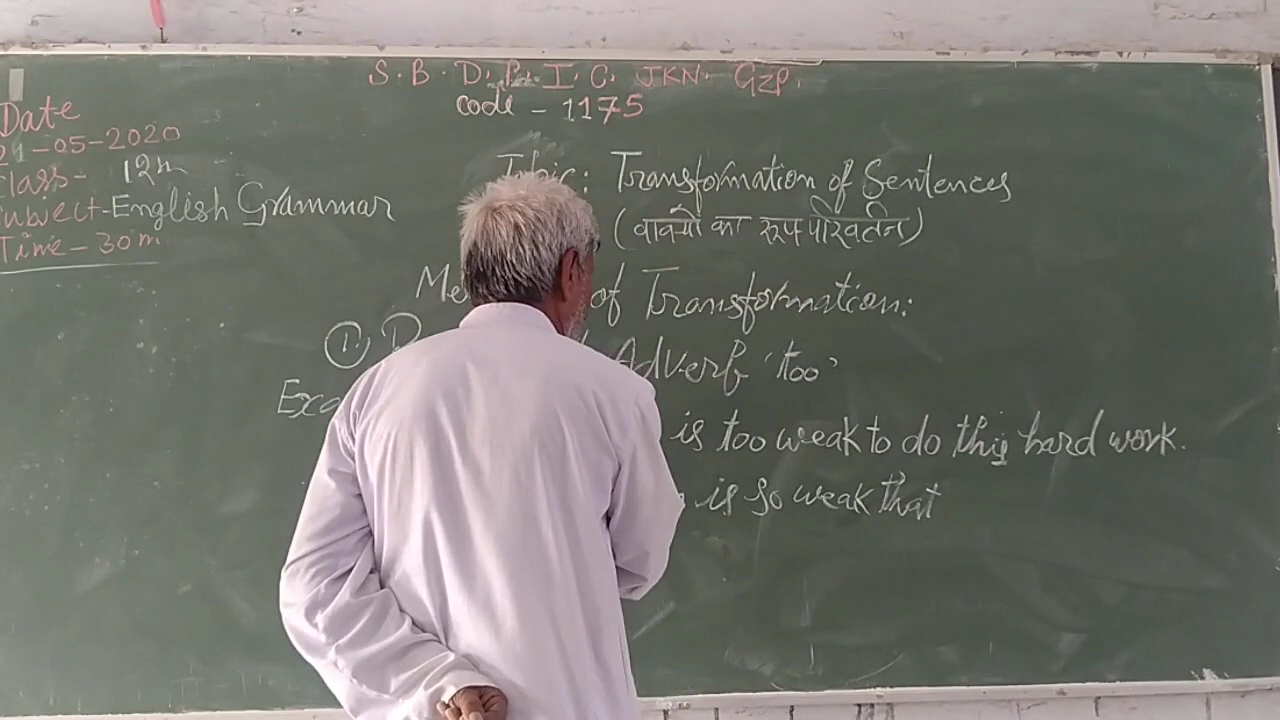 S. B. D. P. I. C. JKN. GZP.
Code - 1175
Date
21-05-2020
Class- 12th
Subject-English Grammar
Time-30m
Topic: Transformation of Sentences
(वाक्यों का रूप परिवर्तन)
of Transformation:
① Adverb 'too'
is too weak to do this hard work.
is so weak that